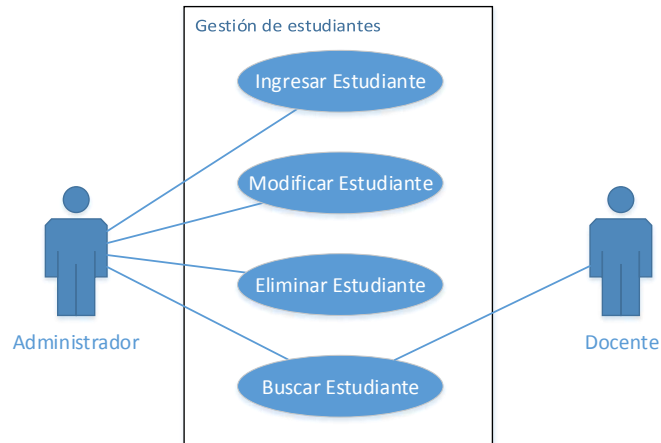 Gestión de estudiantes
Ingresar Estudiante
Modificar Estudiante
Eliminar Estudiante
Administrador
Docente
Buscar Estudiante